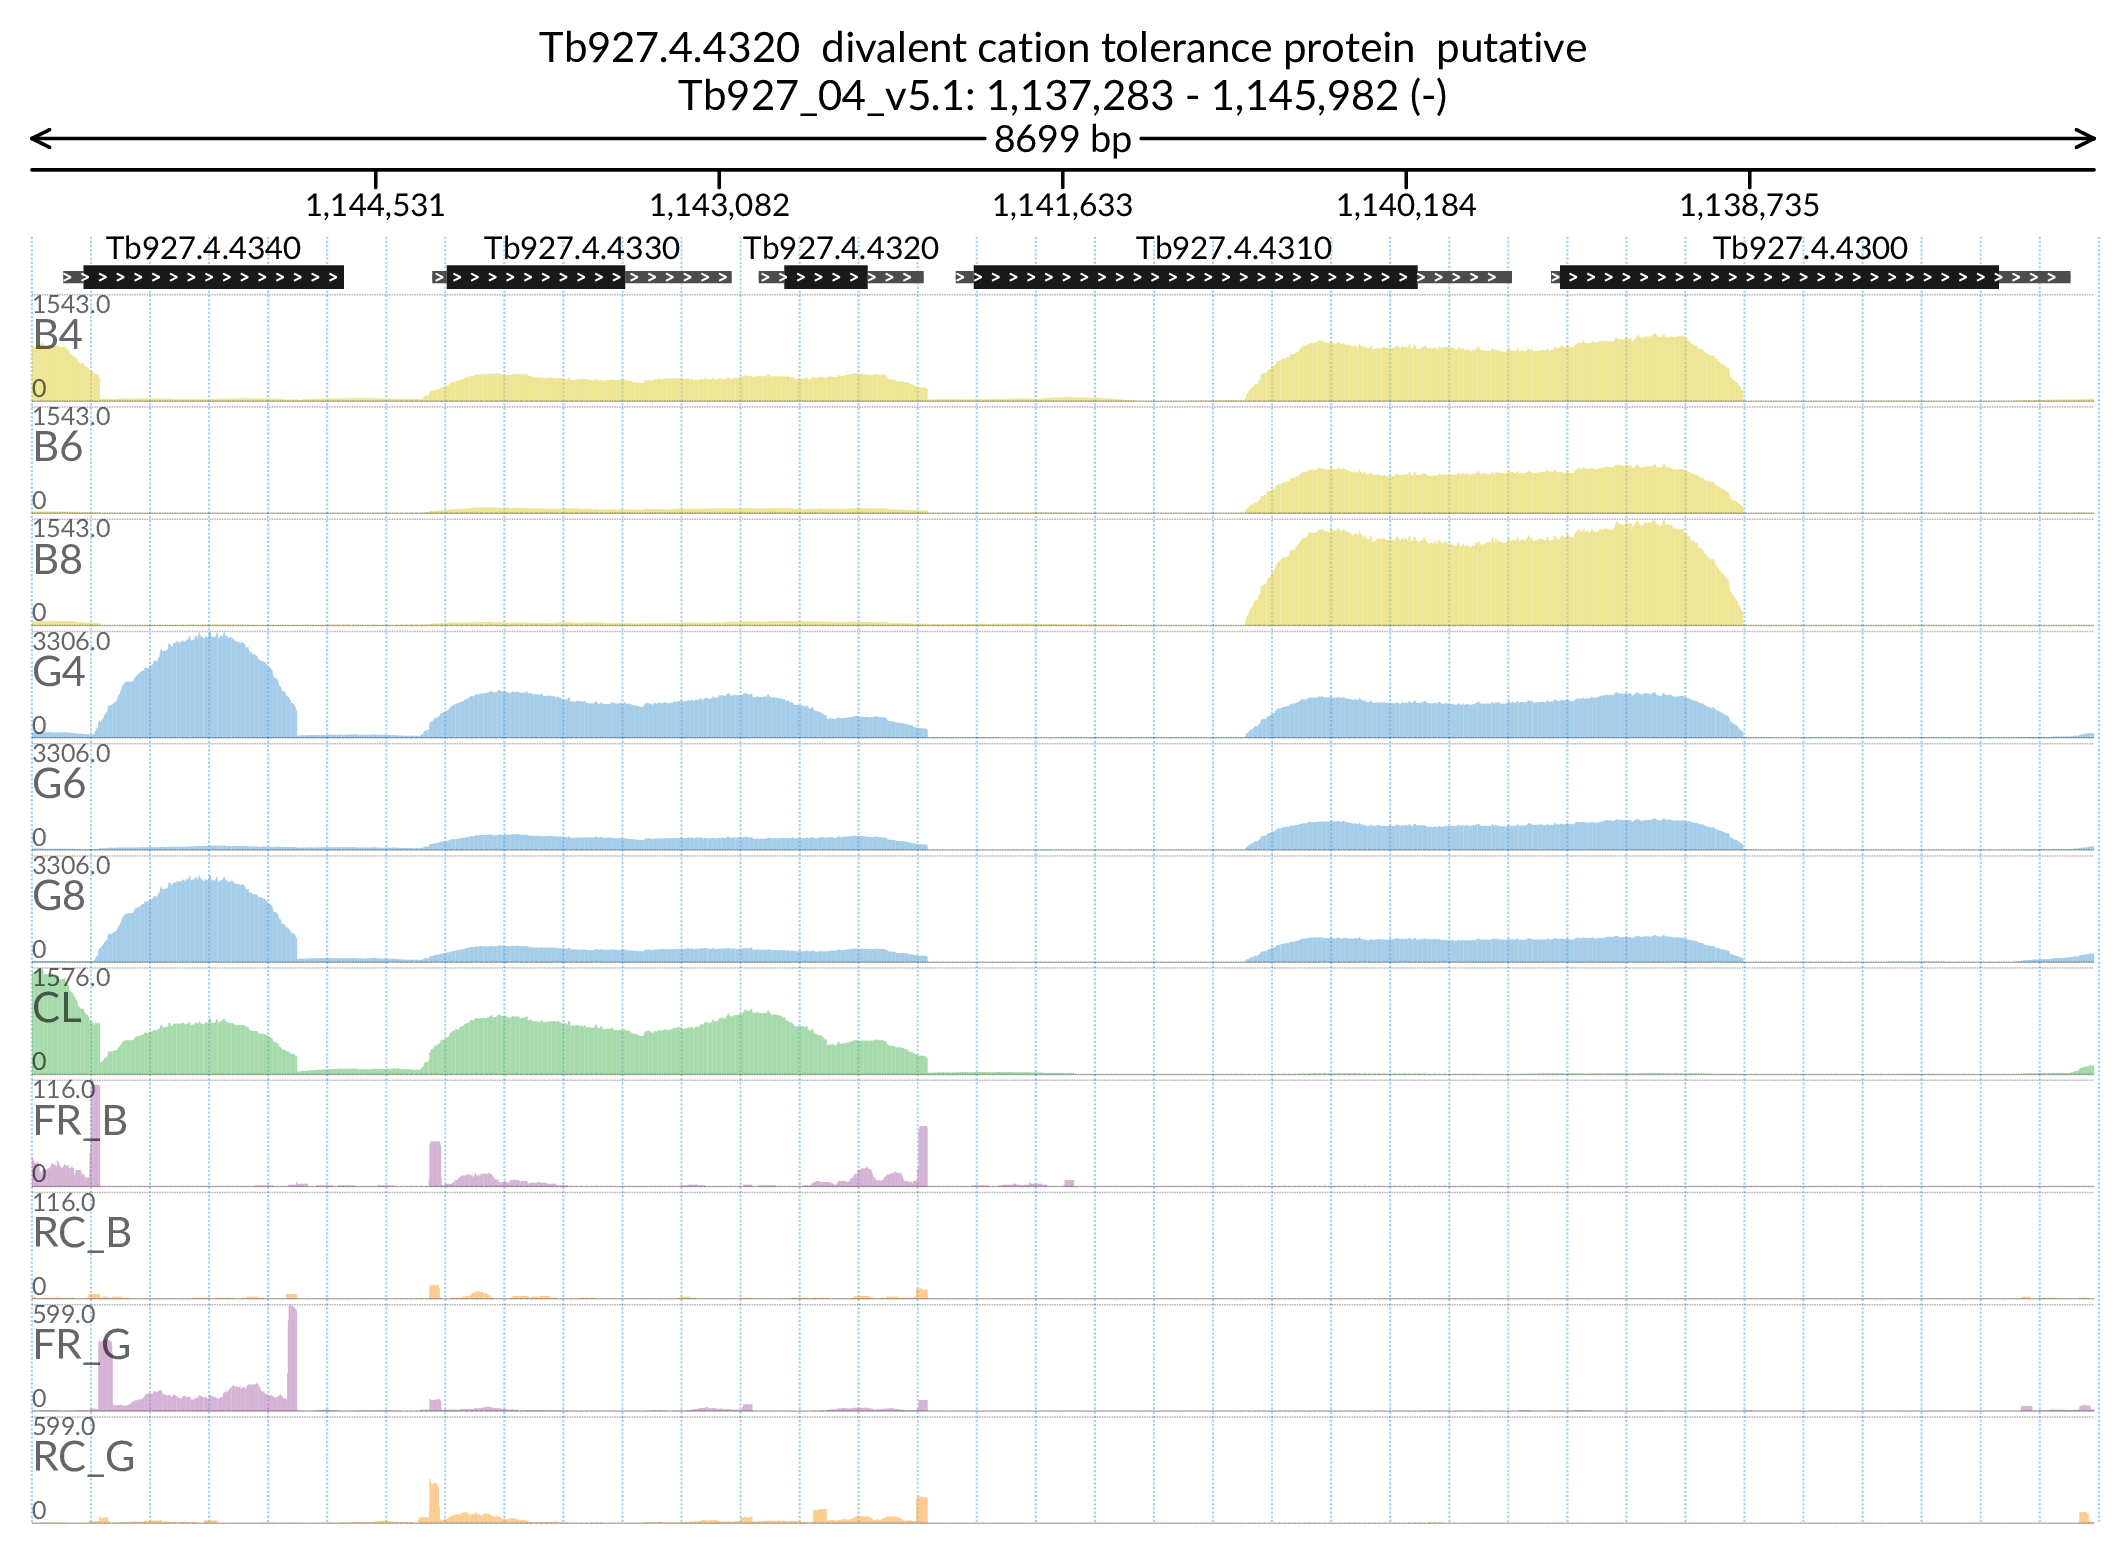 Tb927.4.4320  divalent cation tolerance protein  putative
Tb927_04_v5.1: 1,137,283 - 1,145,982 (-)
8699 bp
1,144,531 1,143,082 1,141,633 1,140,184 1,138,735
Tb927.4.4340 Tb927.4.4330 Tb927.4.4320 Tb927.4.4310 Tb927.4.4300
1543.0
B4
0
1543.0
B6
0
1543.0
B8
0
3306.0
G4
0
3306.0
G6
0
3306.0
G8
0
1576.0
CL
0
116.0
FR_B
0
116.0
RC_B
0
599.0
FR_G
0
599.0
RC_G
0